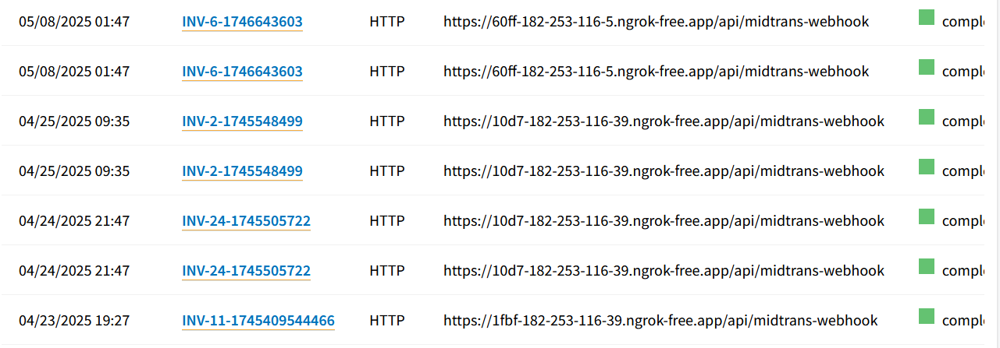 05/08/2025 01:47 INV-6-1746643603 HTTP https://60ff-182-253-116-5.ngrok-free.app/api/midtrans-webhook
05/08/2025 01:47 INV-6-1746643603 HTTP https://60ff-182-253-116-5.ngrok-free.app/api/midtrans-webhook
04/25/2025 09:35 INV-2-1745548499 HTTP https://10d7-182-253-116-39.ngrok-free.app/api/midtrans-webhook
04/25/2025 09:35 INV-2-1745548499 HTTP https://10d7-182-253-116-39.ngrok-free.app/api/midtrans-webhook
04/24/2025 21:47 INV-24-1745505722 HTTP https://10d7-182-253-116-39.ngrok-free.app/api/midtrans-webhook
04/24/2025 21:47 INV-24-1745505722 HTTP https://10d7-182-253-116-39.ngrok-free.app/api/midtrans-webhook
04/23/2025 19:27 INV-11-1745409544466 HTTP https://1fbf-182-253-116-39.ngrok-free.app/api/midtrans-webhook